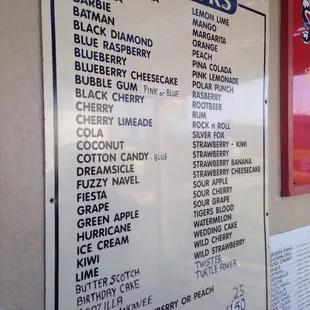 BARBIE
BATMAN
BLACK DIAMOND
BLUE RASPBERRY
BLUEBERRY
BLUEBERRY CHEESECAKE
BUBBLE GUM PINK or BLUE
BLACK CHERRY
CHERRY
CHERRY LIMEADE
COLA
COCONUT
COTTON CANDY BLUE
DREAMSICLE
FUZZY NAVEL
FIESTA
GRAPE
GREEN APPLE
HURRICANE
ICE CREAM
KIWI
LIME
BUTTERSCOTCH
BIRTHDAY CAKE
LEMON LIME
MANGO
MARGARITA
ORANGE
PEACH
PINA COLADA
PINK LEMONADE
POLAR PUNCH
RASBERRY
ROOTBEER
RUM
ROCK n ROLL
SILVER FOX
STRAWBERRY
STRAWBERRY - KIWI
STRAWBERRY BANANA
STRAWBERRY CHEESECAKE
SOUR APPLE
SOUR CHERRY
SOUR GRAPE
TIGERS BLOOD
WATERMELON
WEDDING CAKE
WILD CHERRY
WILD STRAWBERRY
TWISTER
TURTLE POWER
OR PEACH
25